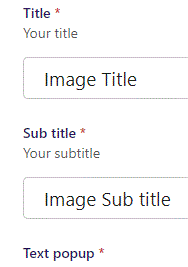 Title *
Your title
Image Title
Sub title *
Your subtitle
Image Sub title
Text popup *